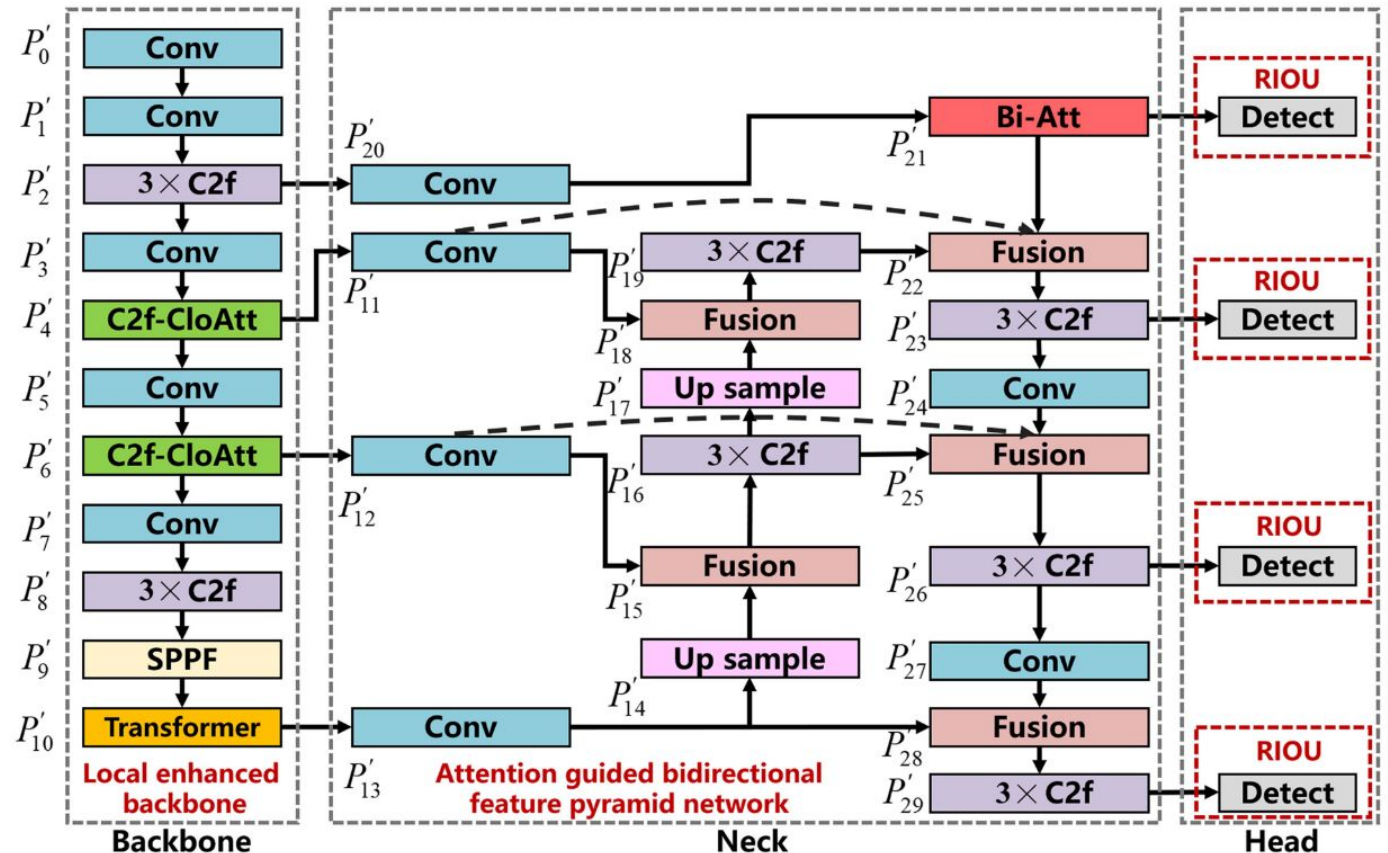 P'0
Conv
P'1
Conv
P'2
3×C2f
P'3
Conv
P'4
C2f-CloAtt
P'5
Conv
P'6
C2f-CloAtt
P'7
Conv
P'8
3×C2f
P'9
SPPF
P'10
Transformer
Local enhanced
backbone
Backbone
P'20
Conv
Conv
P'11
Conv
P'12
Conv
P'13
P'19
3×C2f
P'18
Fusion
P'17
Up sample
P'16
3×C2f
P'15
Fusion
P'14
Up sample
Attention guided bidirectional
feature pyramid network
Neck
P'21
Bi-Att
P'22
Fusion
P'23
3×C2f
P'24
Conv
P'25
Fusion
P'26
3×C2f
P'27
Conv
P'28
Fusion
P'29
3×C2f
RIOU
Detect
RIOU
Detect
RIOU
Detect
RIOU
Detect
Head